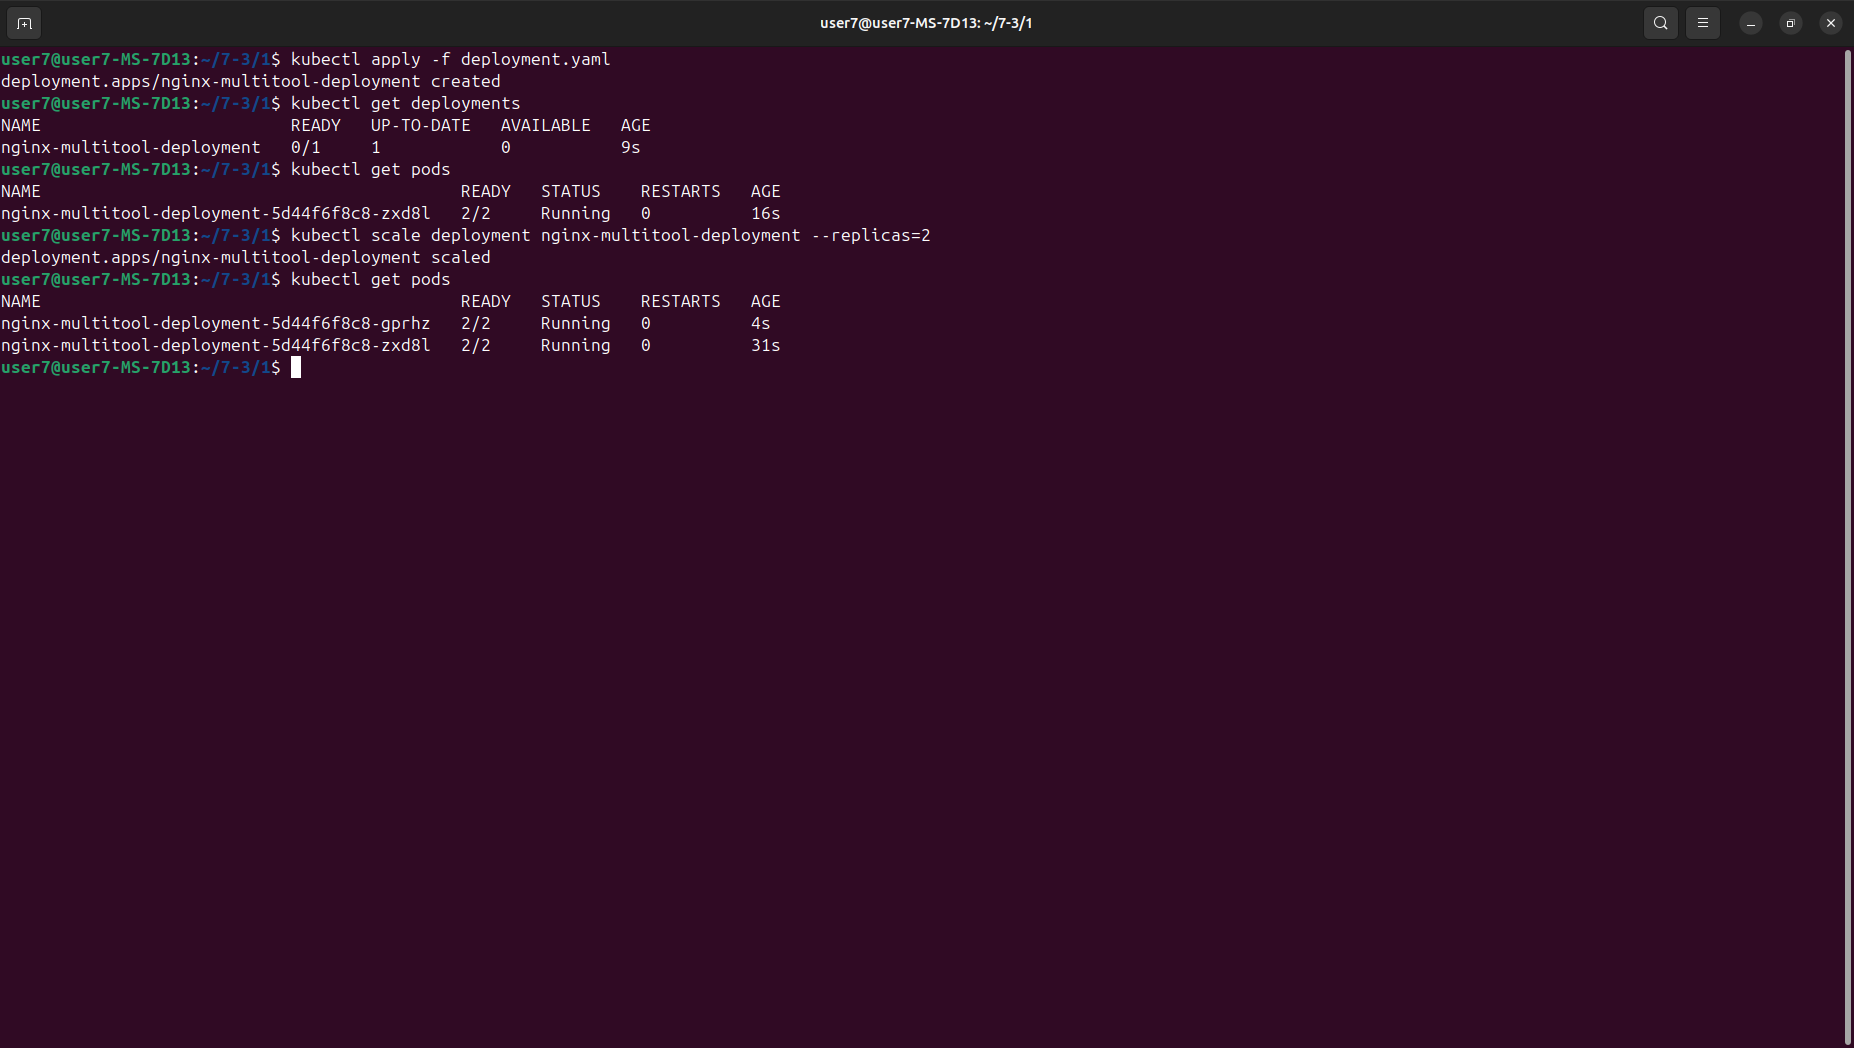 user7@user7-MS-7D13: ~/7-3/1
user7@user7-MS-7D13:~/7-3/1$ kubectl apply -f deployment.yaml
deployment.apps/nginx-multitool-deployment created
user7@user7-MS-7D13:~/7-3/1$ kubectl get deployments
NAME                         READY   UP-TO-DATE   AVAILABLE   AGE
nginx-multitool-deployment   0/1     1            0           9s
user7@user7-MS-7D13:~/7-3/1$ kubectl get pods
NAME                                          READY   STATUS    RESTARTS   AGE
nginx-multitool-deployment-5d44f6f8c8-zxd8l   2/2     Running   0          16s
user7@user7-MS-7D13:~/7-3/1$ kubectl scale deployment nginx-multitool-deployment --replicas=2
deployment.apps/nginx-multitool-deployment scaled
user7@user7-MS-7D13:~/7-3/1$ kubectl get pods
NAME                                          READY   STATUS    RESTARTS   AGE
nginx-multitool-deployment-5d44f6f8c8-gprhz   2/2     Running   0          4s
nginx-multitool-deployment-5d44f6f8c8-zxd8l   2/2     Running   0          31s
user7@user7-MS-7D13:~/7-3/1$